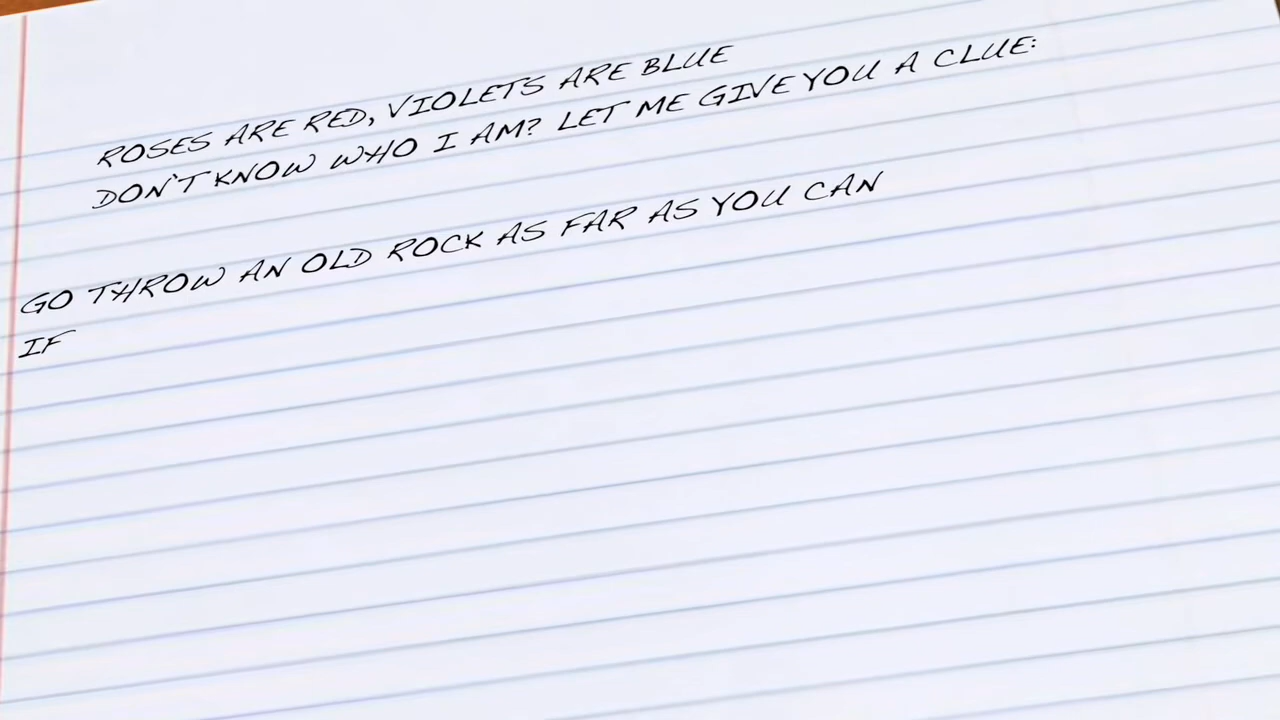 ROSES ARE RED, VIOLETS ARE BLUE
DON'T KNOW WHO I AM? LET ME GIVE YOU A CLUE:
GO THROW AN OLD ROCK AS FAR AS YOU CAN
IF